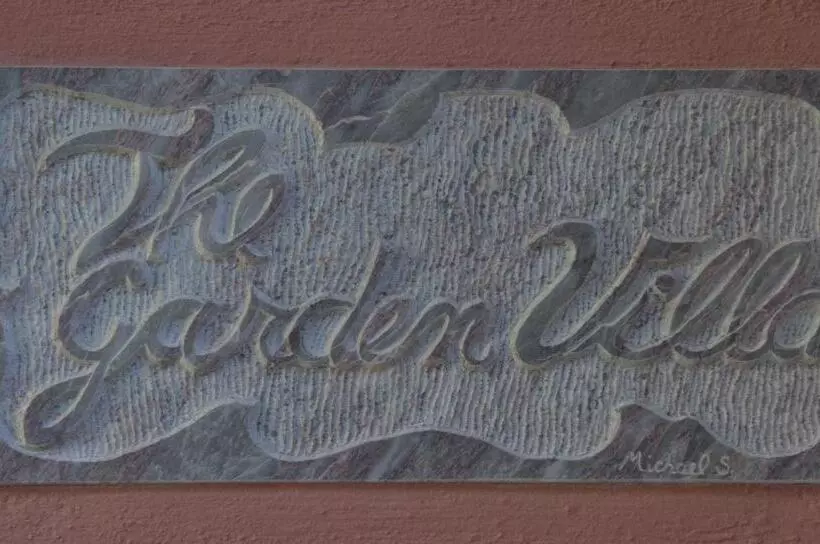 The
Garden Villa
Michael S.